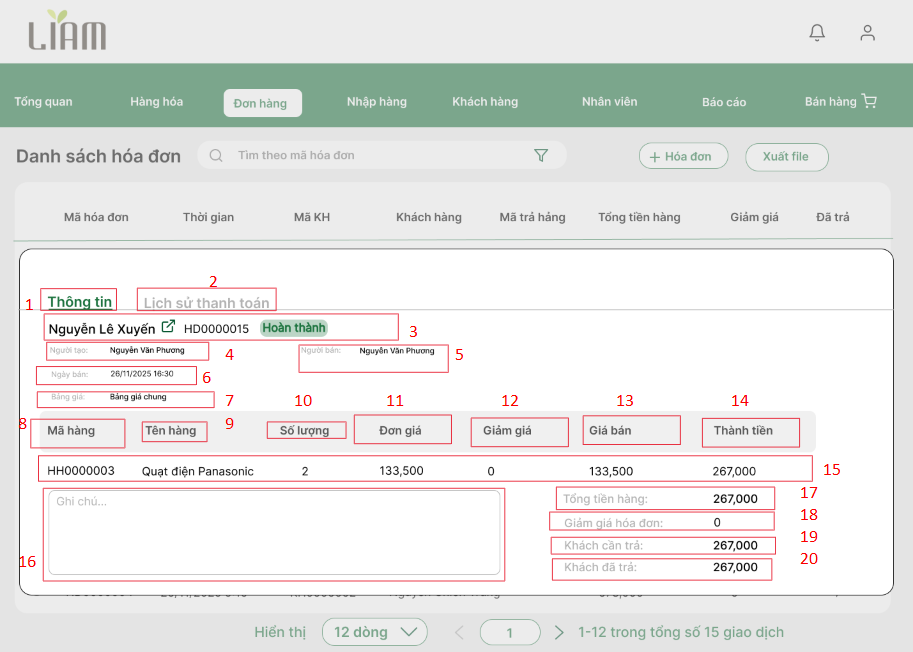 LIAM
Tổng quan Hàng hóa Đơn hàng Nhập hàng Khách hàng Nhân viên Báo cáo Bán hàng
Danh sách hóa đơn Tìm theo mã hóa đơn + Hóa đơn Xuất file
Mã hóa đơn Thời gian Mã KH Khách hàng Mã trả hảng Tổng tiền hàng Giảm giá Đã trả
2
1 Thông tin Lịch sử thanh toán
Nguyễn Lê Xuyến HD0000015 Hoàn thành 3
Người tạo: Nguyễn Văn Phương 4 Người bán: Nguyễn Văn Phương 5
Ngày bán: 26/11/2025 16:30 6
Bảng giá: Bảng giá chung 7 10 11 12 13 14
8 Mã hàng Tên hàng 9 Số lượng Đơn giá Giảm giá Giá bán Thành tiền
HH0000003 Quạt điện Panasonic 2 133,500 0 133,500 267,000 15
Ghi chú... Tổng tiền hàng: 267,000 17
Giảm giá hóa đơn: 0 18
Khách cần trả: 267,000 19
16 Khách đã trả: 267,000 20
Hiển thị 12 dòng 1 1-12 trong tổng số 15 giao dịch